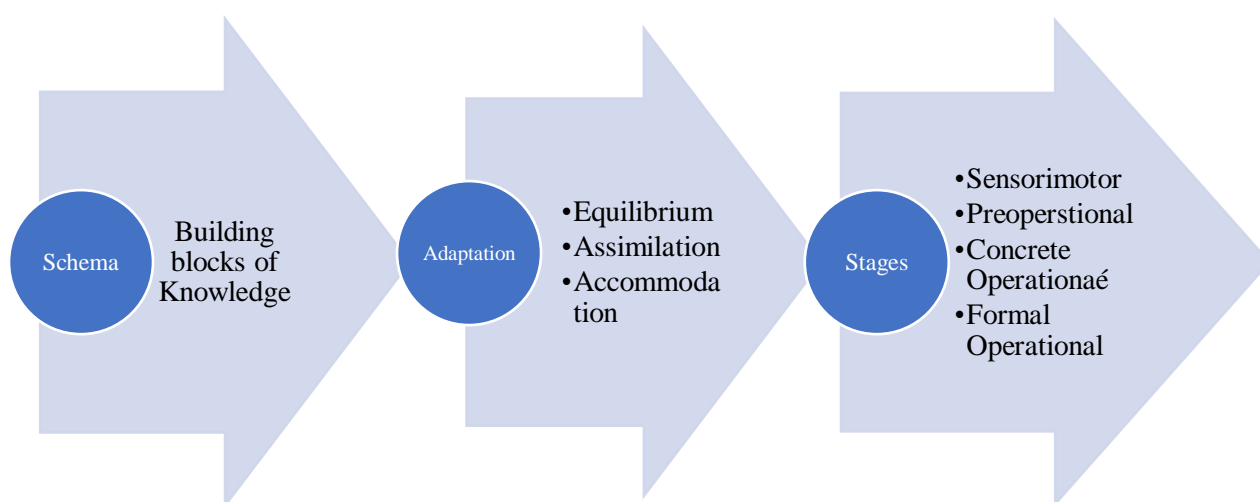 Schema
Building
blocks of
Knowledge
Adaptation
•Equilibrium
•Assimilation
•Accommoda
tion
Stages
•Sensorimotor
•Preoperstional
•Concrete
Operationaé
•Formal
Operational